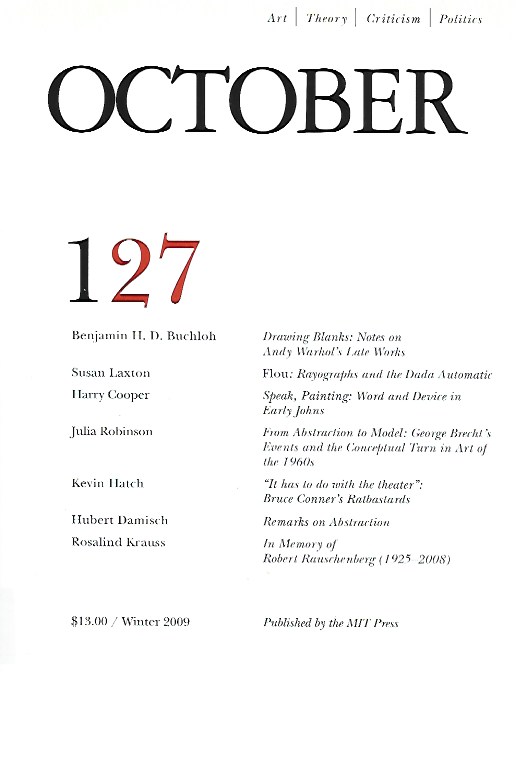 Art | Theory | Criticism | Politics
OCTOBER
127
Benjamin H. D. Buchloh
Drawing Blanks: Notes on
Andy Warhol's Late Works
Susan Laxton
Flou: Rayographs and the Dada Automatic
Harry Cooper
Speak, Painting: Word and Device in
Early Johns
Julia Robinson
From Abstraction to Model: George Brecht's
Events and the Conceptual Turn in Art of
the 1960s
Kevin Hatch
"It has to do with the theater":
Bruce Conner's Ratbastards
Hubert Damisch
Remarks on Abstraction
Rosalind Krauss
In Memory of
Robert Rauschenberg (1925–2008)
$13.00 / Winter 2009
Published by the MIT Press